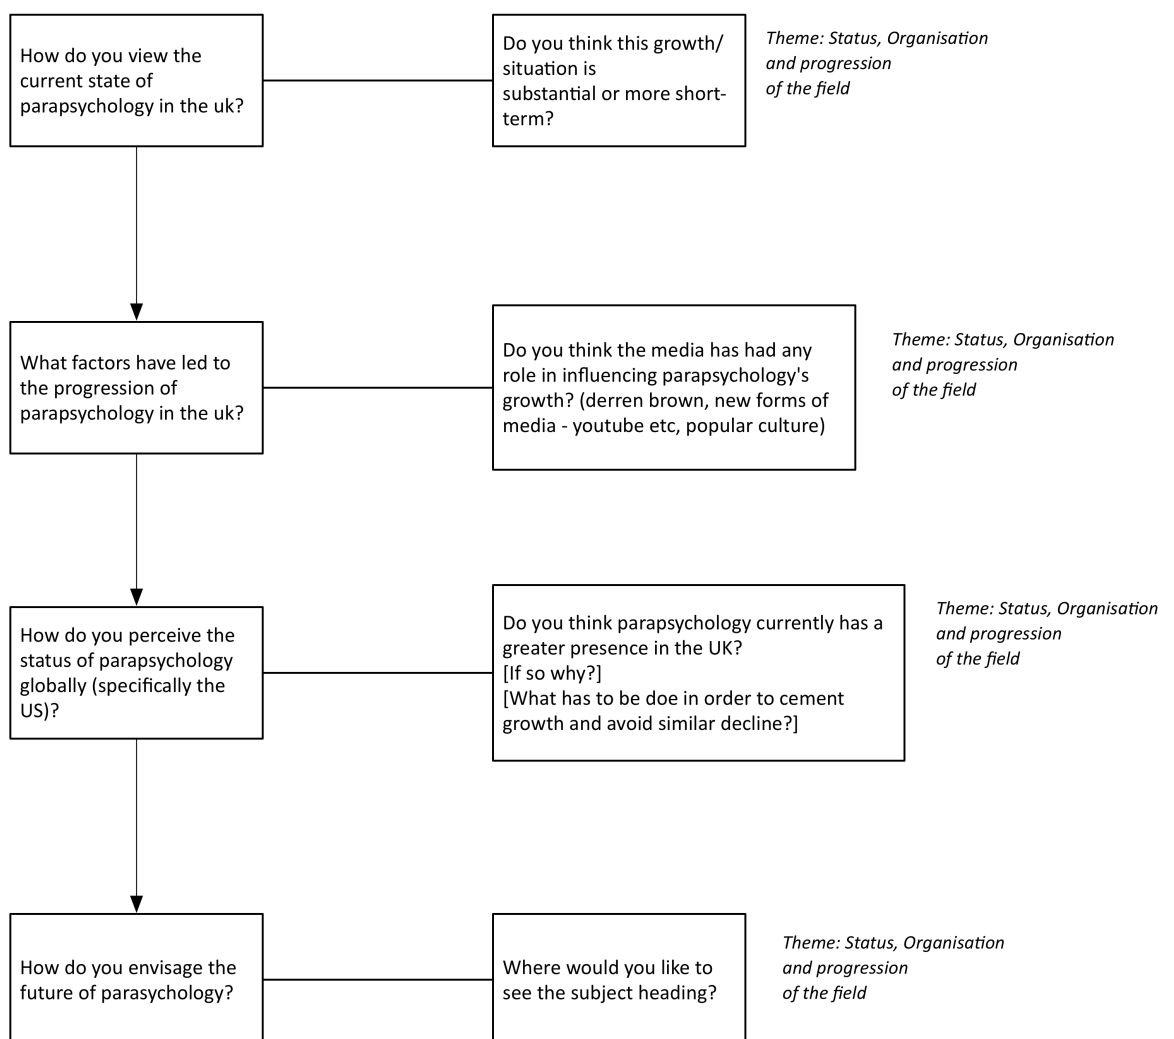 How do you view the
current state of
parapsychology in the uk?
Do you think this growth/
situation is
substantial or more short-
term?
Theme: Status, Organisation
and progression
of the field
What factors have led to
the progression of
parapsychology in the uk?
Do you think the media has had any
role in influencing parapsychology's
growth? (derren brown, new forms of
media - youtube etc, popular culture)
Theme: Status, Organisation
and progression
of the field
How do you perceive the
status of parapsychology
globally (specifically the
US)?
Do you think parapsychology currently has a
greater presence in the UK?
[If so why?]
[What has to be doe in order to cement
growth and avoid similar decline?]
Theme: Status, Organisation
and progression
of the field
How do you envisage the
future of parasychology?
Where would you like to
see the subject heading?
Theme: Status, Organisation
and progression
of the field